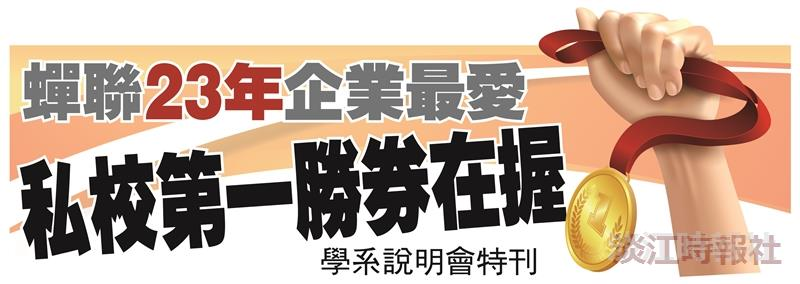 蟬聯23年企業最愛
私校第一勝券在握
學系說明會特刊
1
淡江時報社